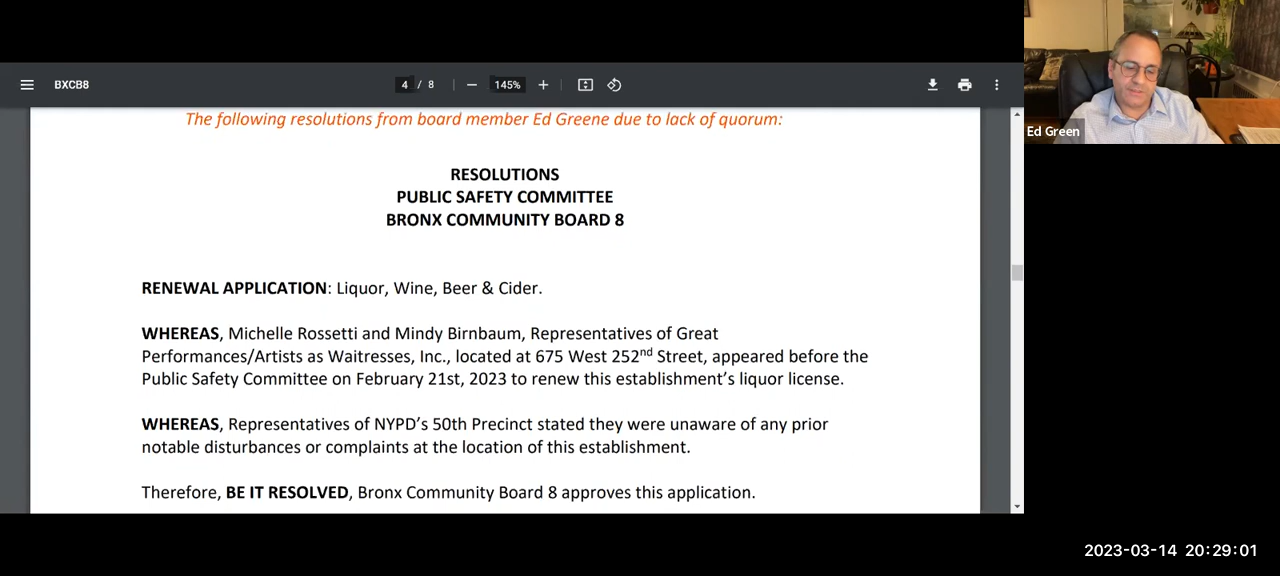 BXCB8
4 / 8
145%
The following resolutions from board member Ed Greene due to lack of quorum:
RESOLUTIONS
PUBLIC SAFETY COMMITTEE
BRONX COMMUNITY BOARD 8
RENEWAL APPLICATION: Liquor, Wine, Beer & Cider.
WHEREAS, Michelle Rossetti and Mindy Birnbaum, Representatives of Great
Performances/Artists as Waitresses, Inc., located at 675 West 252nd Street, appeared before the
Public Safety Committee on February 21st, 2023 to renew this establishment's liquor license.
WHEREAS, Representatives of NYPD's 50th Precinct stated they were unaware of any prior
notable disturbances or complaints at the location of this establishment.
Therefore, BE IT RESOLVED, Bronx Community Board 8 approves this application.
Ed Green
2023-03-14 20:29:01